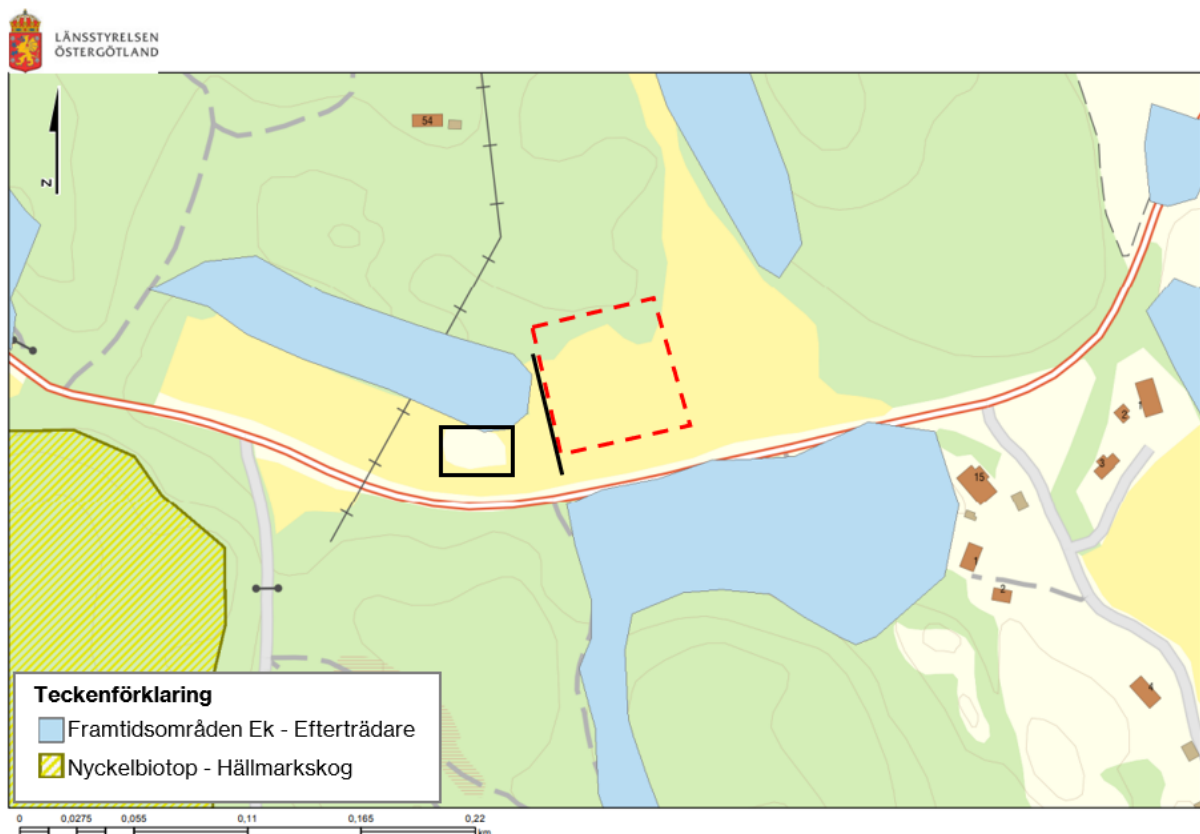 LÄNSSTYRELSEN
ÖSTERGÖTLAND
N
54
15
1
2
1
2
3
4
Teckenförklaring
Framtidsområden Ek - Efterträdare
Nyckelbiotop - Hällmarkskog
0 0,0275 0,055 0,11 0,165 0,22
km